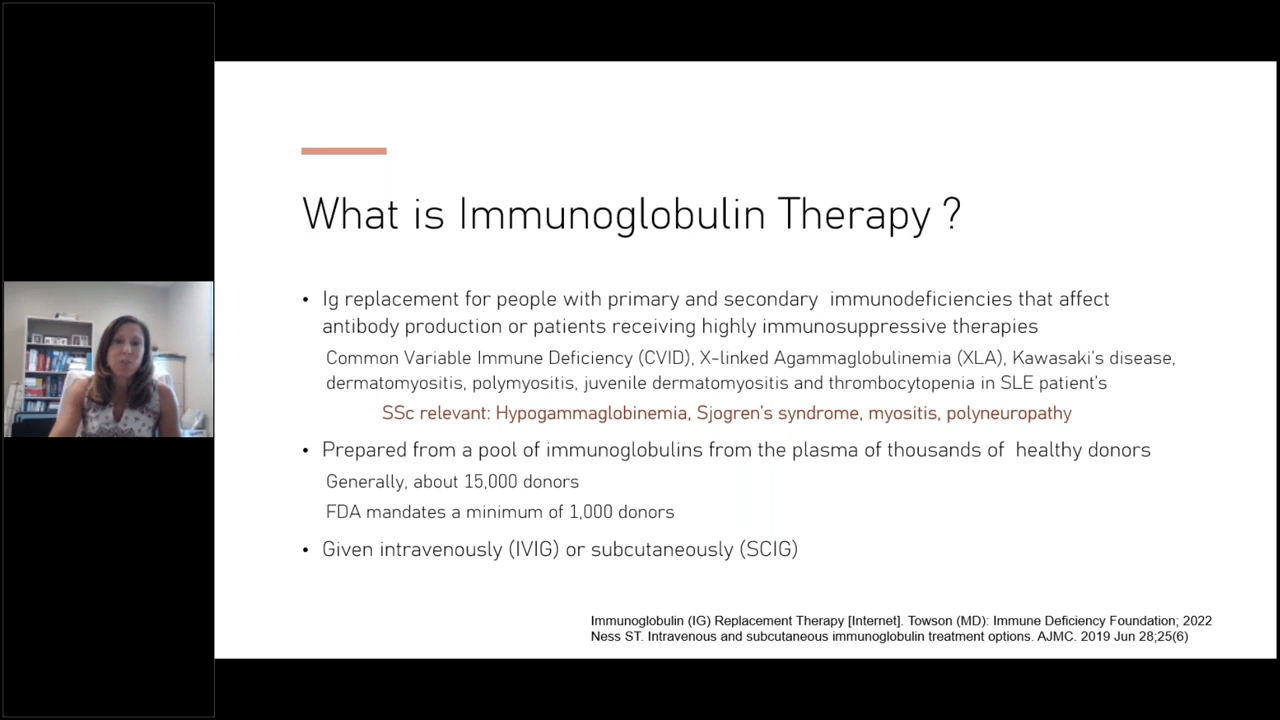 What is Immunoglobulin Therapy ?
• Ig replacement for people with primary and secondary immunodeficiencies that affect
antibody production or patients receiving highly immunosuppressive therapies
Common Variable Immune Deficiency (CVID), X-linked Agammaglobulinemia (XLA), Kawasaki's disease,
dermatomyositis, polymyositis, juvenile dermatomyositis and thrombocytopenia in SLE patient's
SSc relevant: Hypogammaglobinemia, Sjogren's syndrome, myositis, polyneuropathy
• Prepared from a pool of immunoglobulins from the plasma of thousands of healthy donors
Generally, about 15,000 donors
FDA mandates a minimum of 1,000 donors
• Given intravenously (IVIG) or subcutaneously (SCIG)
Immunoglobulin (IG) Replacement Therapy [Internet]. Towson (MD): Immune Deficiency Foundation; 2022
Ness ST. Intravenous and subcutaneous immunoglobulin treatment options. AJMC. 2019 Jun 28;25(6)